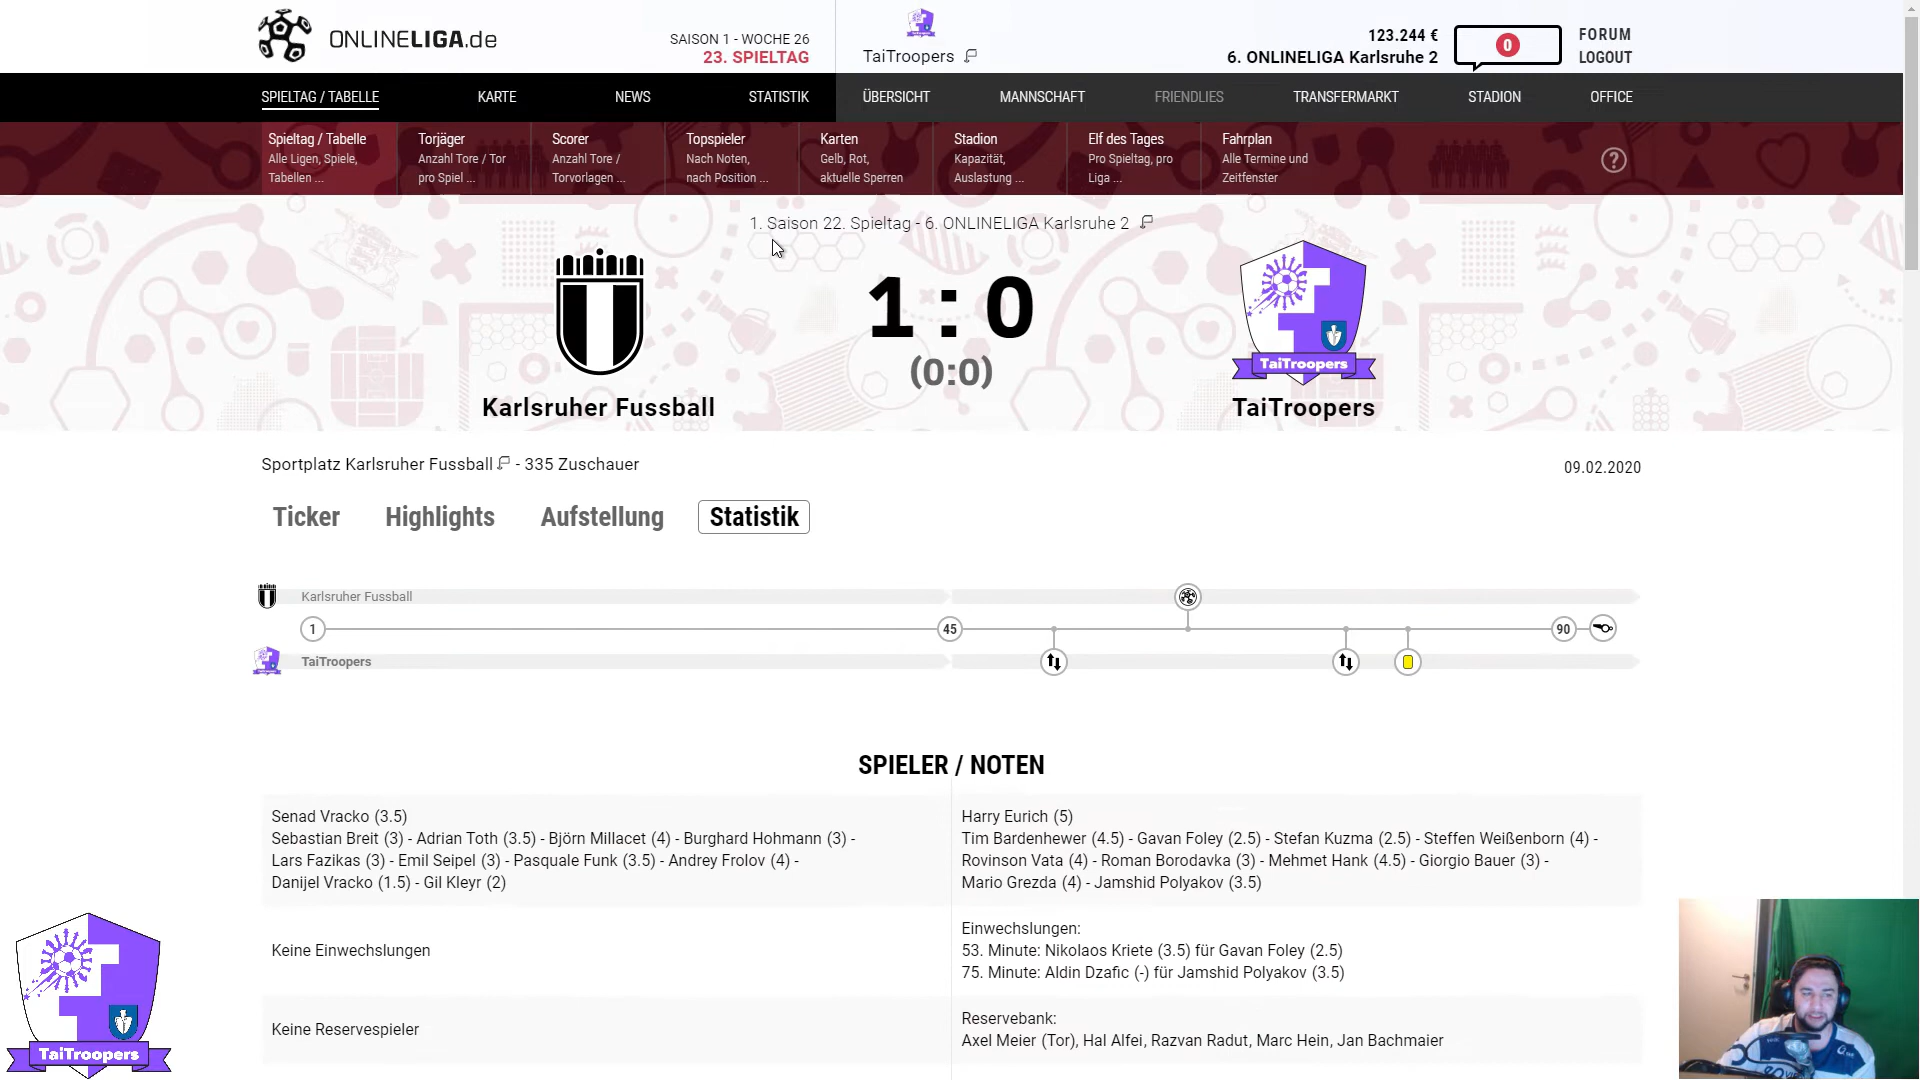 ONLINELIGA.de
SAISON 1 - WOCHE 26
23. SPIELTAG
TaiTroopers
123.244 €
6. ONLINELIGA Karlsruhe 2
0
FORUM
LOGOUT
SPIELTAG / TABELLE
KARTE
NEWS
STATISTIK
ÜBERSICHT
MANNSCHAFT
FRIENDLIES
TRANSFERMARKT
STADION
OFFICE
Spieltag / Tabelle
Alle Ligen, Spiele,
Tabellen ...
Torjäger
Anzahl Tore / Tor
pro Spiel ...
Scorer
Anzahl Tore /
Torvorlagen ...
Topspieler
Nach Noten,
nach Position ...
Karten
Gelb, Rot,
aktuelle Sperren
Stadion
Kapazität,
Auslastung ...
Elf des Tages
Pro Spieltag, pro
Liga ...
Fahrplan
Alle Termine und
Zeitfenster
?
1. Saison 22. Spieltag - 6. ONLINELIGA Karlsruhe 2
1 : 0
(0:0)
Karlsruher Fussball
TaiTroopers
TaiTroopers
Sportplatz Karlsruher Fussball - 335 Zuschauer
09.02.2020
Ticker
Highlights
Aufstellung
Statistik
Karlsruher Fussball
1
45
90
TaiTroopers
SPIELER / NOTEN
Senad Vracko (3.5)
Sebastian Breit (3) - Adrian Toth (3.5) - Björn Millacet (4) - Burghard Hohmann (3) -
Lars Fazikas (3) - Emil Seipel (3) - Pasquale Funk (3.5) - Andrey Frolov (4) -
Danijel Vracko (1.5) - Gil Kleyr (2)
Harry Eurich (5)
Tim Bardenhewer (4.5) - Gavan Foley (2.5) - Stefan Kuzma (2.5) - Steffen Weißenborn (4) -
Rovinson Vata (4) - Roman Borodavka (3) - Mehmet Hank (4.5) - Giorgio Bauer (3) -
Mario Grezda (4) - Jamshid Polyakov (3.5)
Keine Einwechslungen
Einwechslungen:
53. Minute: Nikolaos Kriete (3.5) für Gavan Foley (2.5)
75. Minute: Aldin Dzafic (-) für Jamshid Polyakov (3.5)
Keine Reservespieler
Reservebank:
Axel Meier (Tor), Hal Alfei, Razvan Radut, Marc Hein, Jan Bachmaier
TaiTroopers